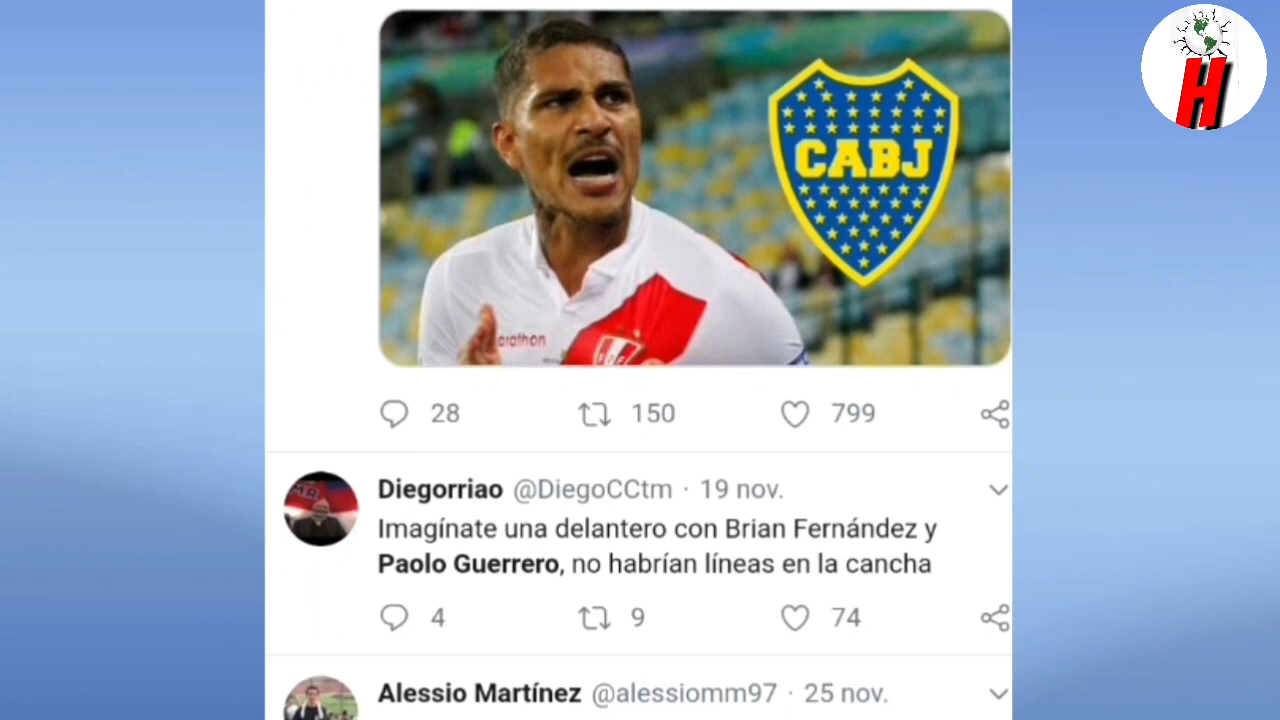 H
CABJ
arathon
28 150 799
Diegorriao @DiegoCCtm · 19 nov.
Imagínate una delantero con Brian Fernández y
Paolo Guerrero, no habrían líneas en la cancha
4 9 74
Alessio Martínez @alessiomm97 · 25 nov.